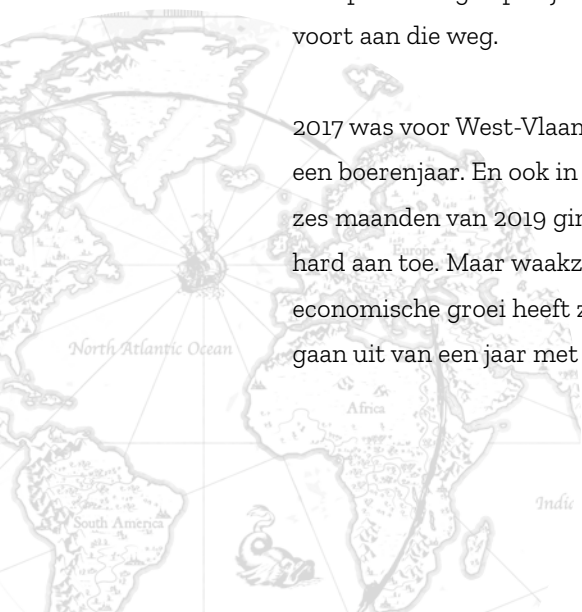 voort aan die weg.
2017 was voor West-Vlaan
een boerenjaar. En ook in
zes maanden van 2019 gin
hard aan toe. Maar waakz
economische groei heeft z
gaan uit van een jaar met
Europe
North Atlantic Ocean
Africa
South America
Indic